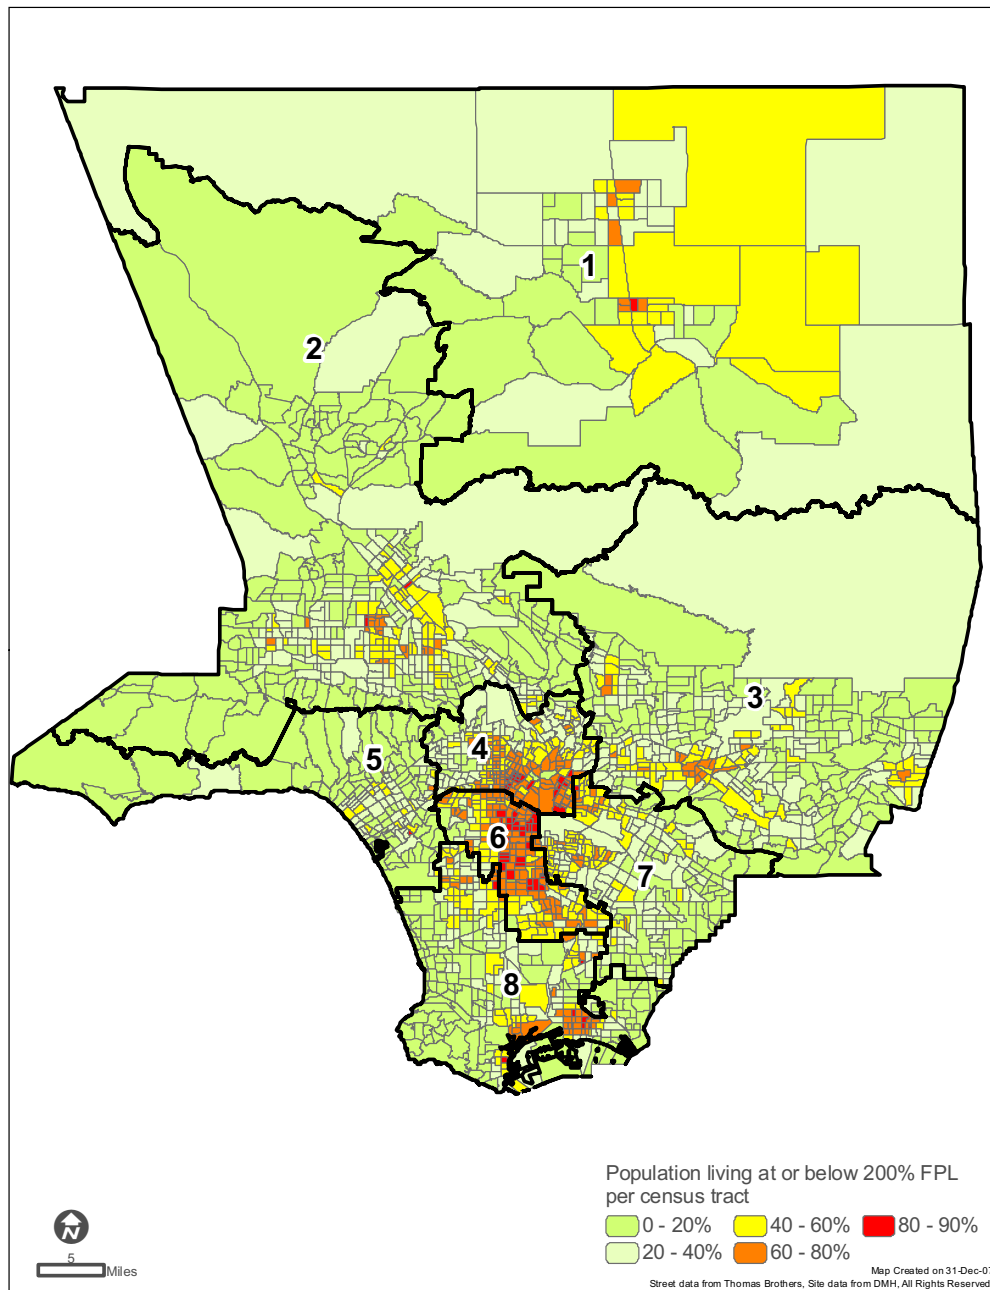 1
2
3
5
4
6
7
8
Population living at or below 200% FPL
per census tract
0 - 20% 40 - 60% 80 - 90%
20 - 40% 60 - 80%
N
5
Miles
Map Created on 31-Dec-07
Street data from Thomas Brothers, Site data from DMH, All Rights Reserved